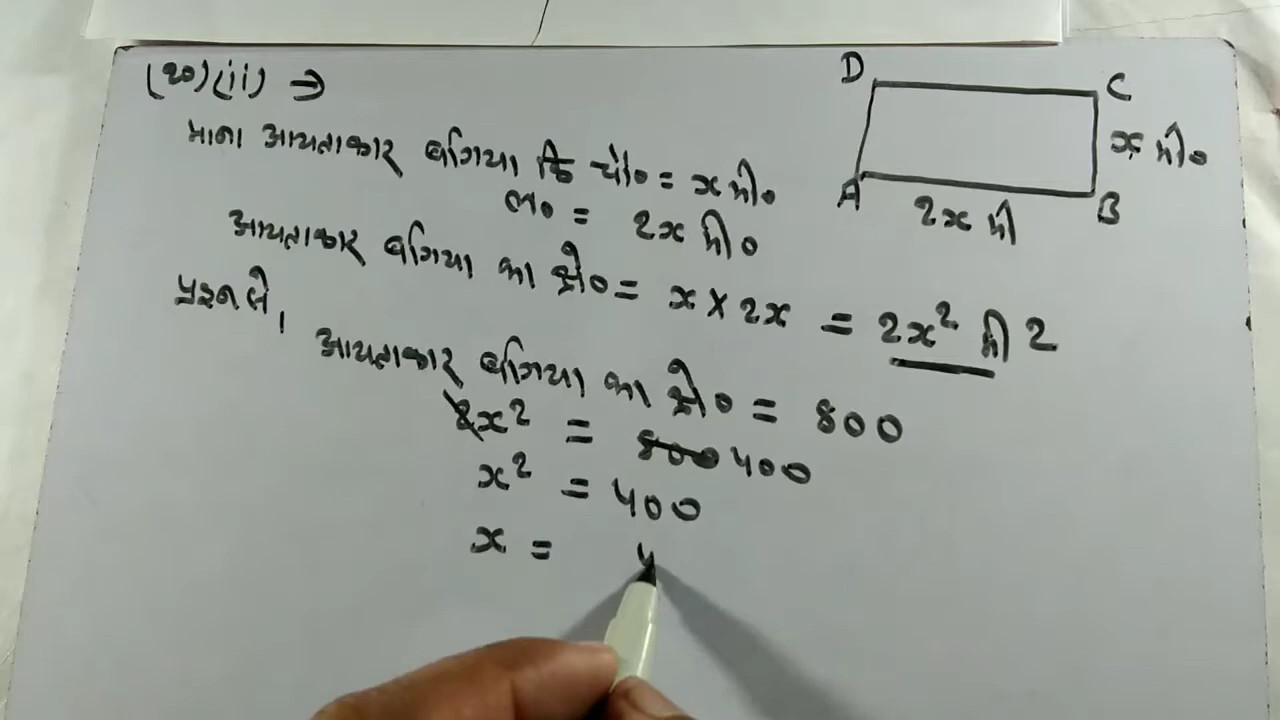 (20)(ii) →
माना आयताकार बगिया कि चौ० = x मी०
ल० = 2x मी०
आयताकार बगिया का क्षे० = x × 2x = 2x² मी2
प्रश्न से,
आयताकार बगिया का क्षे० = 800
2x² = 800 400
x² = 400
x =
D
C
x मी०
A
2x मी
B